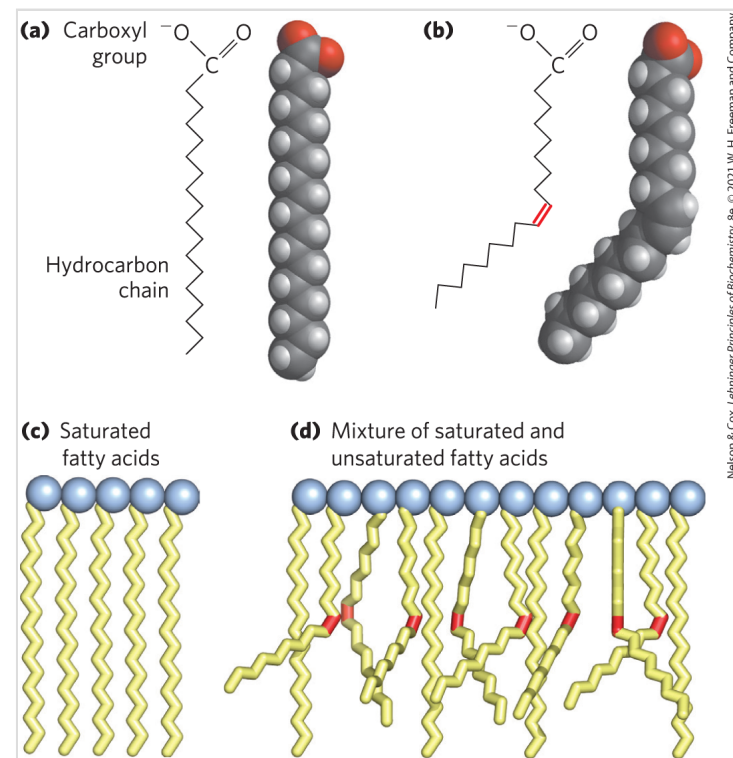 (a) Carboxyl
group
⁻O
O
C
Hydrocarbon
chain
(b)
⁻O
O
C
(c) Saturated
fatty acids
(d) Mixture of saturated and
unsaturated fatty acids
Nelson & Cox, Lehninger Principles of Biochemistry, 8e, © 2021 W. H. Freeman and Company